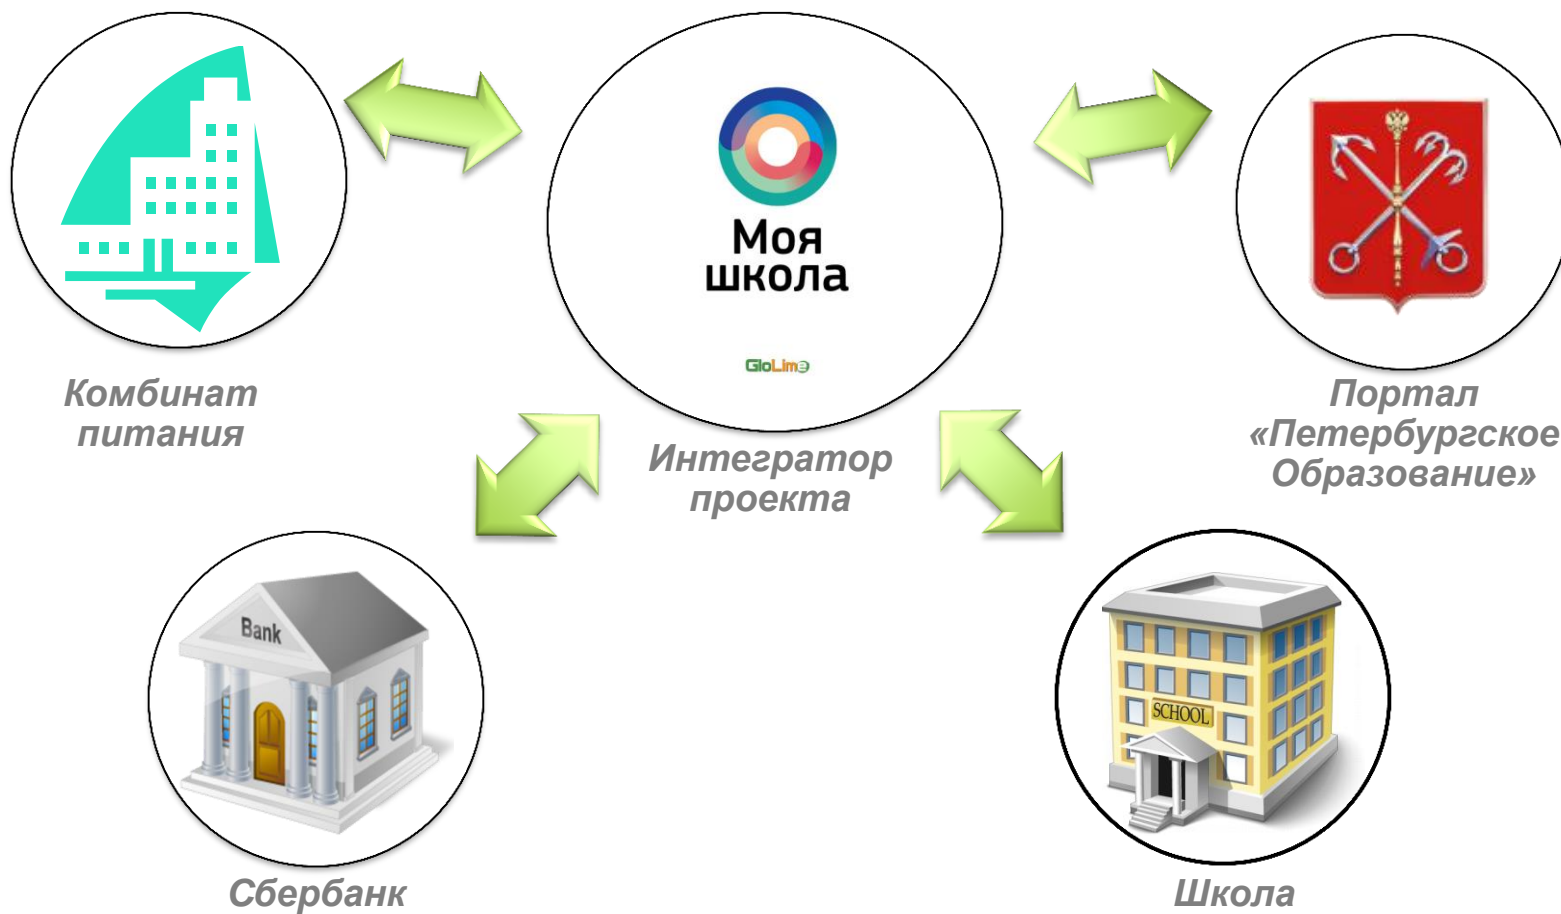 Моя
школа
GloLime
Комбинат
питания
Интегратор
проекта
Портал
«Петербургское
Образование»
Bank
SCHOOL
Сбербанк
Школа